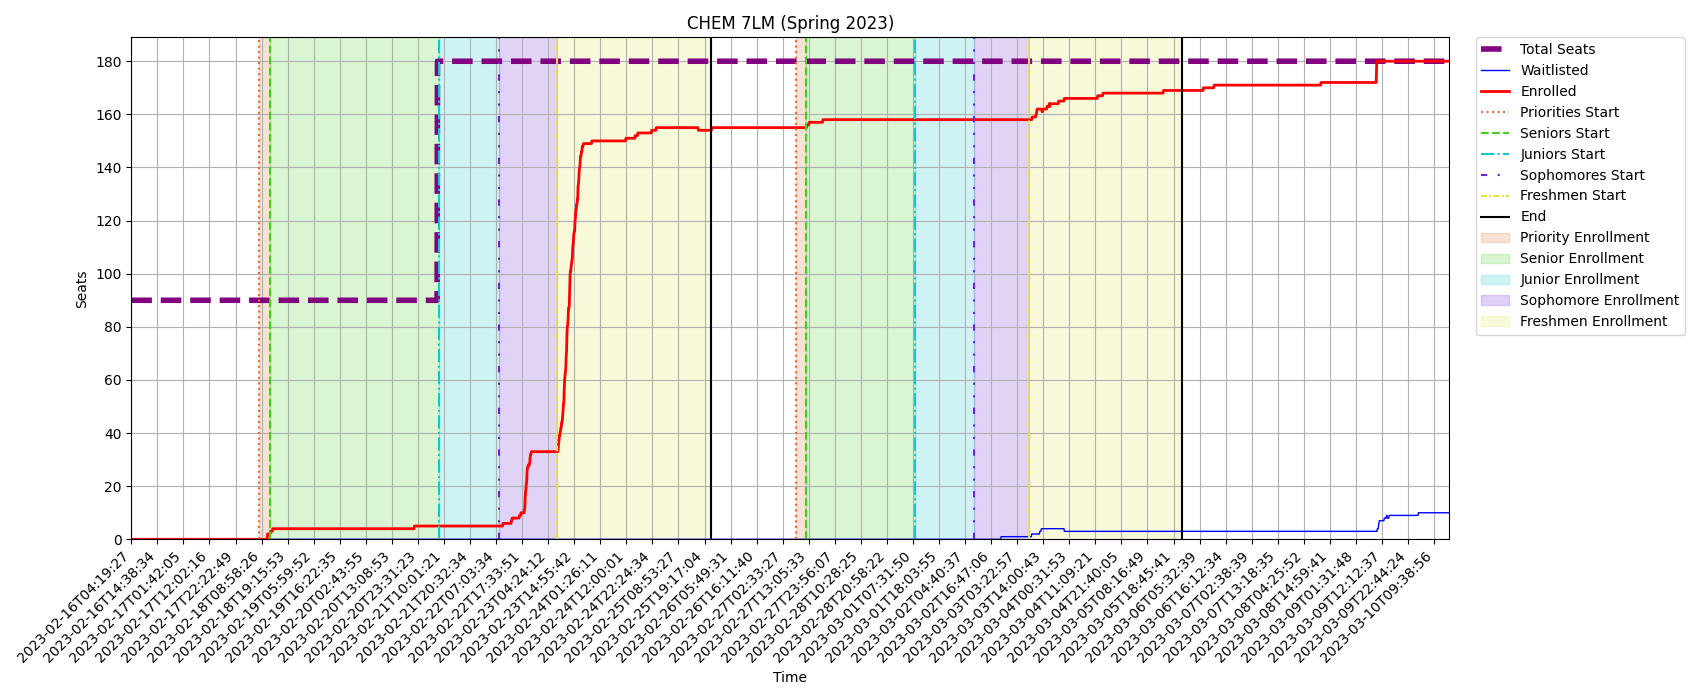 CHEM 7LM (Spring 2023)
Seats
180
160
140
120
100
80
60
40
20
0
2023-02-16T04:19:27
2023-02-16T14:38:34
2023-02-17T01:42:05
2023-02-17T12:02:16
2023-02-17T22:22:49
2023-02-18T08:58:26
2023-02-18T19:15:53
2023-02-19T05:59:52
2023-02-19T16:22:35
2023-02-20T02:43:55
2023-02-20T13:08:53
2023-02-20T23:31:23
2023-02-21T10:01:21
2023-02-21T20:32:34
2023-02-22T07:03:34
2023-02-22T17:33:51
2023-02-23T04:24:12
2023-02-23T14:55:42
2023-02-24T01:26:11
2023-02-24T12:00:01
2023-02-24T22:24:34
2023-02-25T08:53:27
2023-02-25T19:17:04
2023-02-26T05:49:31
2023-02-26T16:11:40
2023-02-27T02:33:27
2023-02-27T13:05:33
2023-02-27T23:56:07
2023-02-28T10:28:25
2023-02-28T20:58:22
2023-03-01T07:31:50
2023-03-01T18:03:55
2023-03-02T04:40:37
2023-03-02T16:47:06
2023-03-03T03:22:57
2023-03-03T14:00:43
2023-03-04T00:31:53
2023-03-04T11:09:21
2023-03-04T21:40:05
2023-03-05T08:16:49
2023-03-05T18:45:41
2023-03-06T05:32:39
2023-03-06T16:12:34
2023-03-07T02:38:39
2023-03-07T13:18:35
2023-03-08T04:25:52
2023-03-08T14:59:41
2023-03-09T01:31:48
2023-03-09T12:12:37
2023-03-09T22:44:24
2023-03-10T09:38:56
Time
Total Seats
Waitlisted
Enrolled
Priorities Start
Seniors Start
Juniors Start
Sophomores Start
Freshmen Start
End
Priority Enrollment
Senior Enrollment
Junior Enrollment
Sophomore Enrollment
Freshmen Enrollment